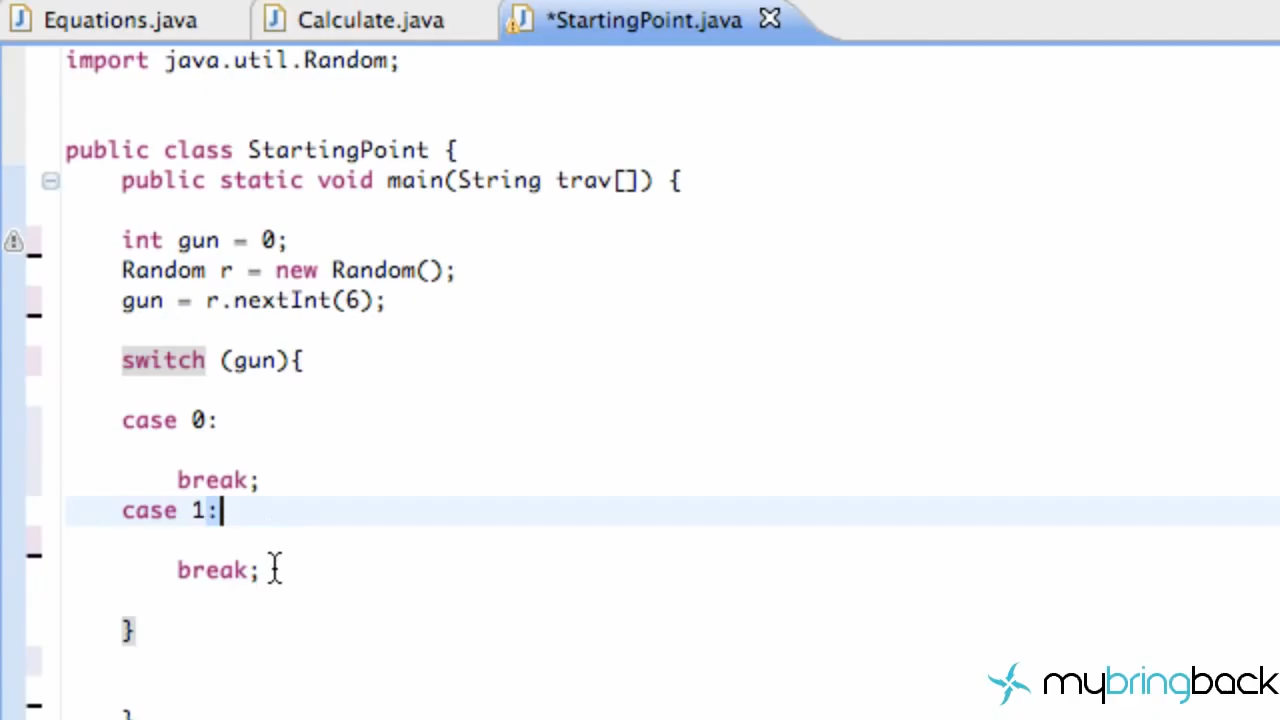 Equations.java Calculate.java *StartingPoint.java
import java.util.Random;
public class StartingPoint {
public static void main(String trav[]) {
int gun = 0;
Random r = new Random();
gun = r.nextInt(6);
switch (gun){
case 0:
break;
case 1:
break;
}
}
mybringback